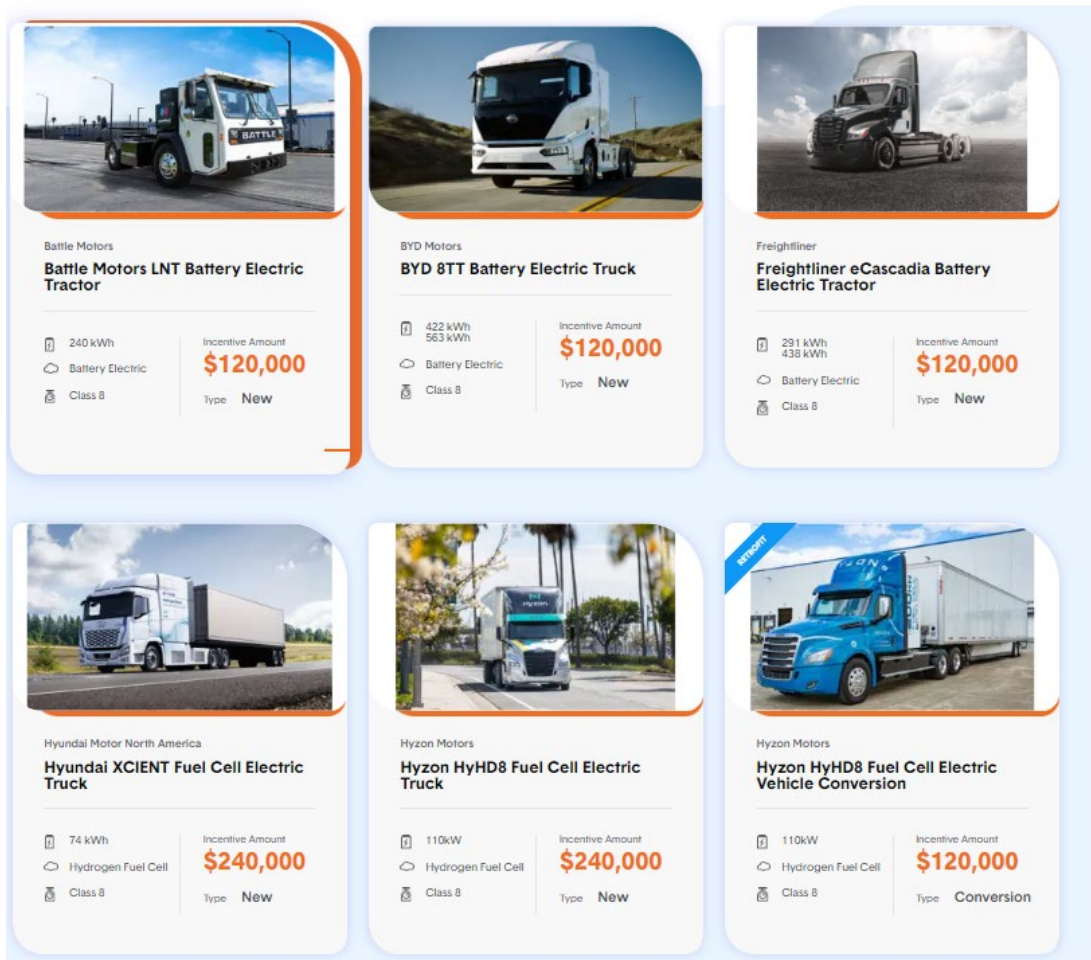 BATTLE
Battle Motors
Battle Motors LNT Battery Electric
Tractor
240 kWh
Battery Electric
Class 8
Incentive Amount
$120,000
Type New
BYD Motors
BYD 8TT Battery Electric Truck
422 kWh
563 kWh
Battery Electric
Class 8
Incentive Amount
$120,000
Type New
Freightliner
Freightliner eCascadia Battery
Electric Tractor
291 kWh
438 kWh
Battery Electric
Class 8
Incentive Amount
$120,000
Type New
Hyundai Motor North America
Hyundai XCIENT Fuel Cell Electric
Truck
74 kWh
Hydrogen Fuel Cell
Class 8
Incentive Amount
$240,000
Type New
Hyzon
Hyzon Motors
Hyzon HyHD8 Fuel Cell Electric
Truck
110kW
Hydrogen Fuel Cell
Class 8
Incentive Amount
$240,000
Type New
RETROFIT
Hyzon Motors
Hyzon HyHD8 Fuel Cell Electric
Vehicle Conversion
110kW
Hydrogen Fuel Cell
Class 8
Incentive Amount
$120,000
Type Conversion